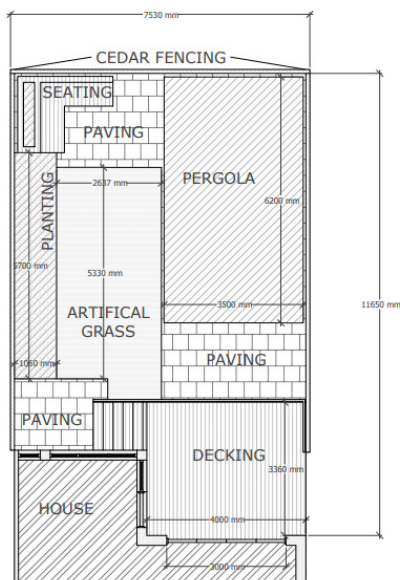 7530 mm
CEDAR FENCING
SEATING
PAVING
PERGOLA
PLANTING
2637 mm
6200 mm
5700 mm
5330 mm
3500 mm
11650 mm
ARTIFICAL
GRASS
1060 mm
PAVING
PAVING
DECKING
3360 mm
HOUSE
4000 mm
3000 mm